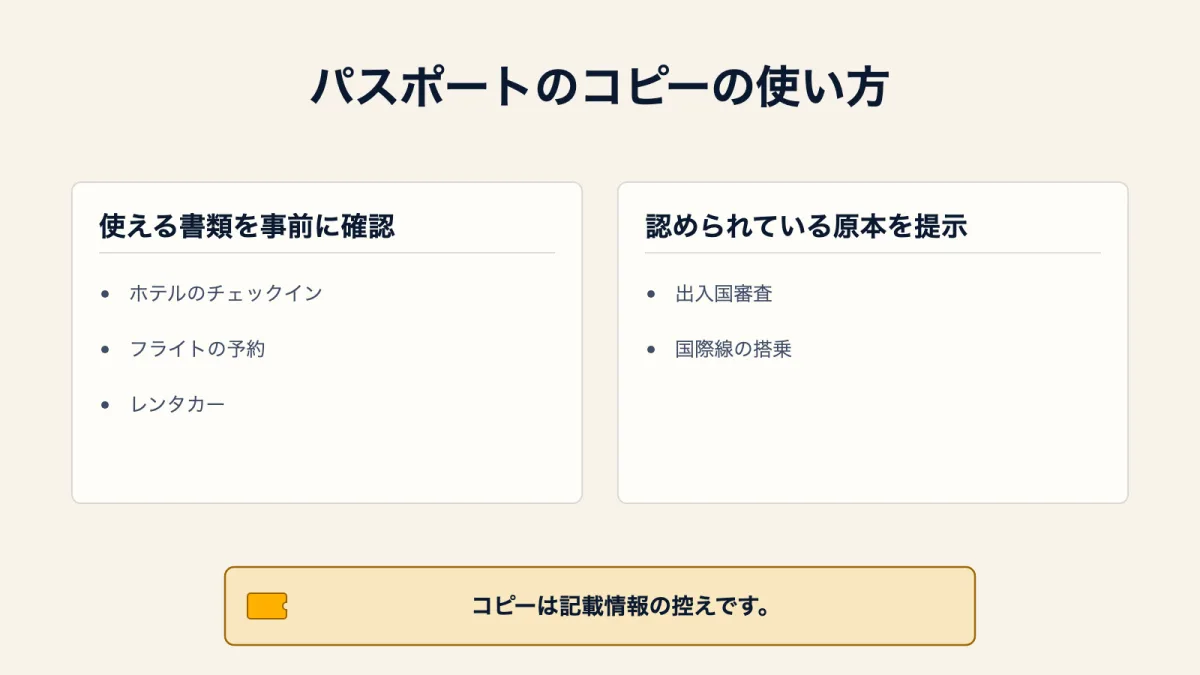 パスポートのコピーの使い方
使える書類を事前に確認
ホテルのチェックイン
フライトの予約
レンタカー
認められている原本を提示
出入国審査
国際線の搭乗
コピーは記載情報の控えです。